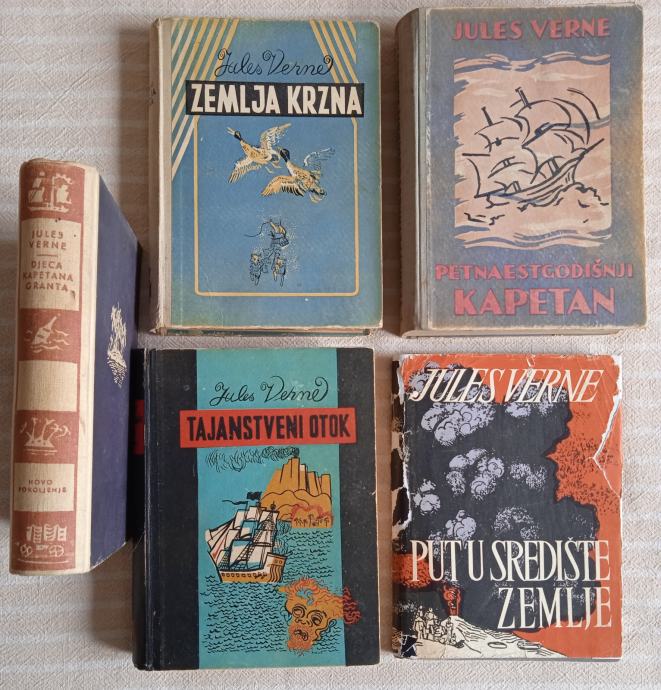 Jules Verne
ZEMLJA KRZNA
JULES VERNE
PETNAESTGODIŠNJI
KAPETAN
JULES
VERNE
DJECA
KAPETANA
GRANTA
NOVO
POKOLJENJE
Jules Verne
TAJANSTVENI OTOK
JULES VERNE
PUT U SREDIŠTE
ZEMLJE